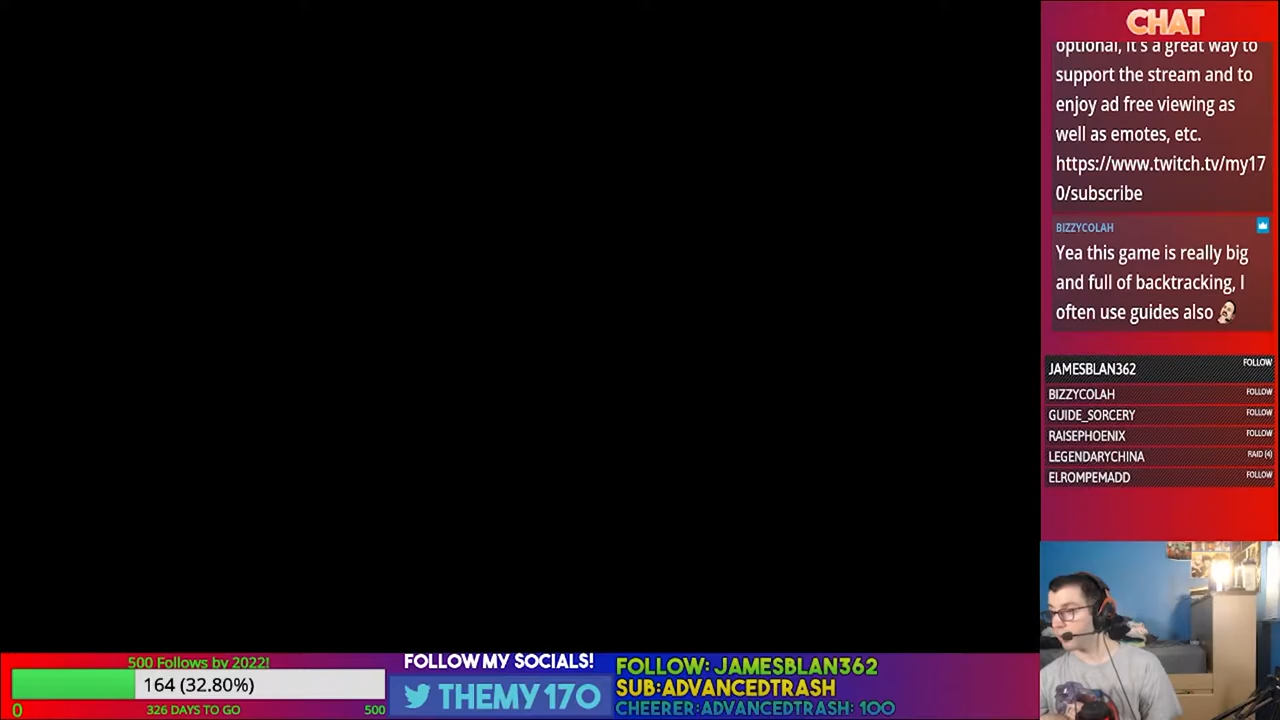 CHAT
optional, it's a great way to
support the stream and to
enjoy ad free viewing as
well as emotes, etc.
https://www.twitch.tv/my17
0/subscribe
BIZZYCOLAH
Yea this game is really big
and full of backtracking, I
often use guides also
JAMESBLAN362 FOLLOW
BIZZYCOLAH FOLLOW
GUIDE_SORCERY FOLLOW
RAISEPHOENIX FOLLOW
LEGENDARYCHINA RAID (4)
ELROMPEMADD FOLLOW
500 Follows by 2022!
164 (32.80%)
0 326 DAYS TO GO 500
FOLLOW MY SOCIALS!
THEMY170
FOLLOW: JAMESBLAN362
SUB:ADVANCEDTRASH
CHEERER:ADVANCEDTRASH: 100